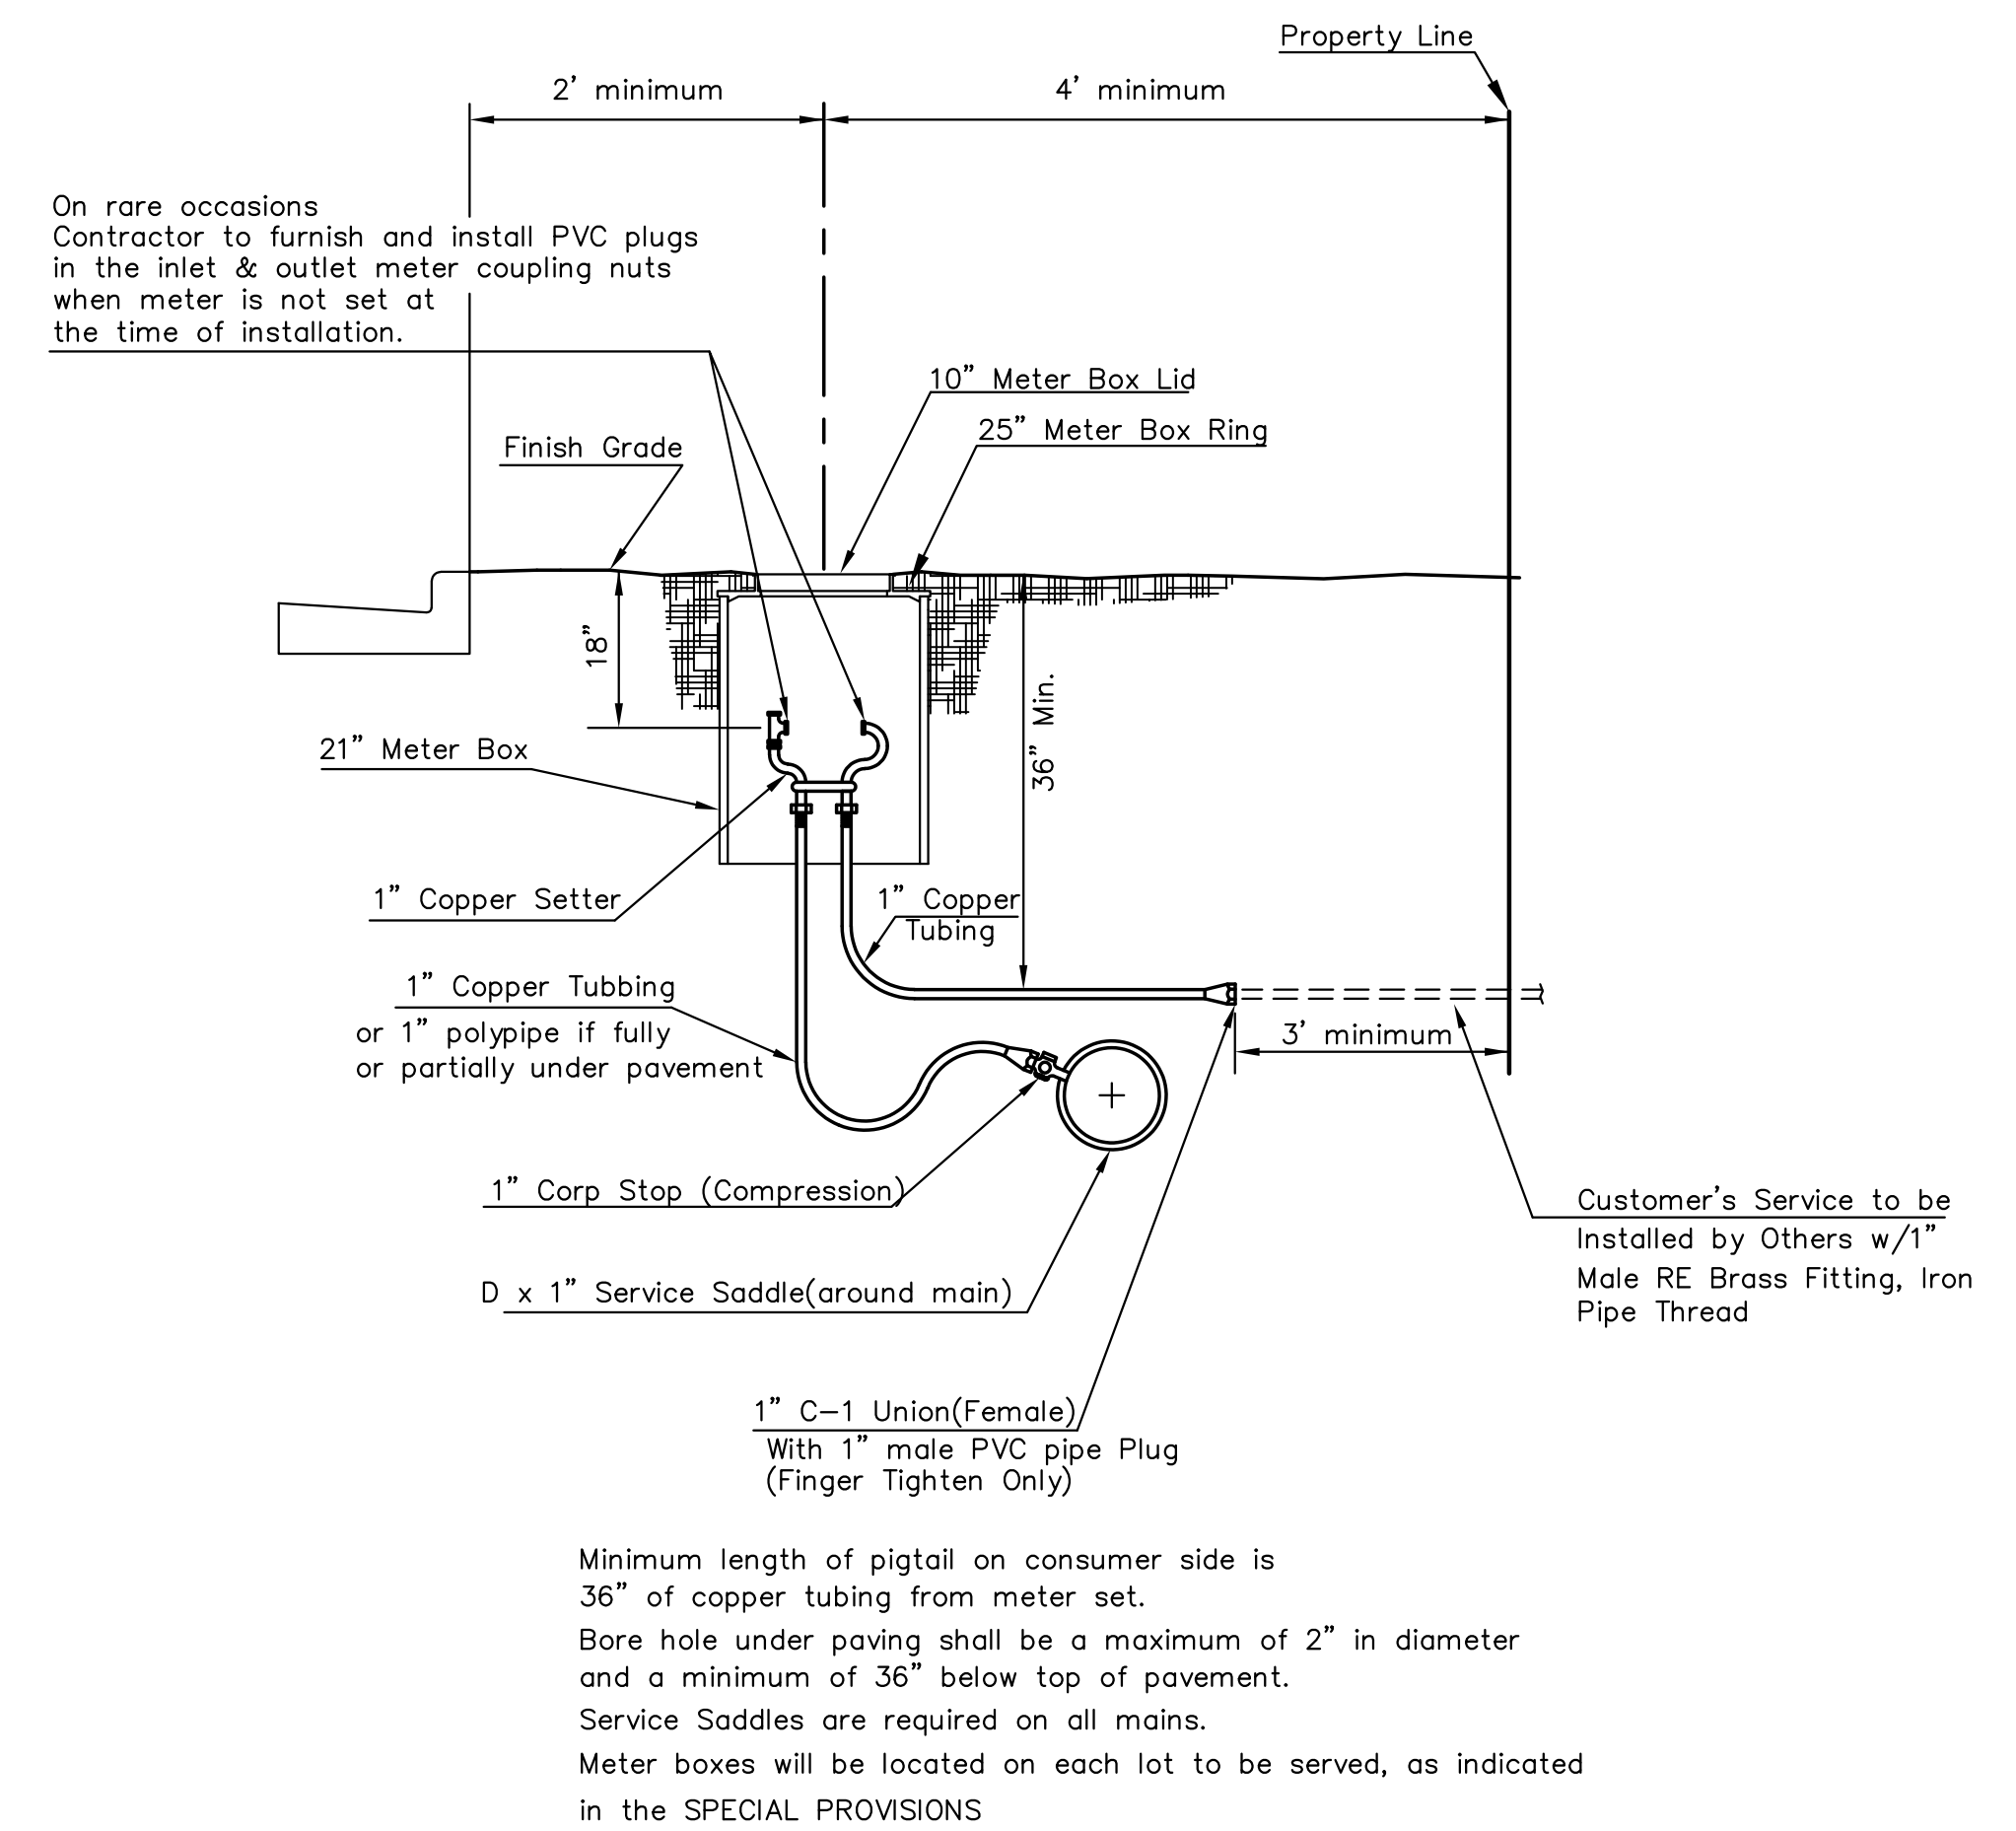 Property Line
2' minimum
4' minimum
On rare occasions
Contractor to furnish and install PVC plugs
in the inlet & outlet meter coupling nuts
when meter is not set at
the time of installation.
10" Meter Box Lid
25" Meter Box Ring
Finish Grade
18"
36" Min.
21" Meter Box
1" Copper Setter
1" Copper
Tubing
1" Copper Tubbing
or 1" polypipe if fully
or partially under pavement
3' minimum
1" Corp Stop (Compression)
Customer's Service to be
Installed by Others w/1"
Male RE Brass Fitting, Iron
Pipe Thread
D x 1" Service Saddle(around main)
1" C-1 Union(Female)
With 1" male PVC pipe Plug
(Finger Tighten Only)
Minimum length of pigtail on consumer side is
36" of copper tubing from meter set.
Bore hole under paving shall be a maximum of 2" in diameter
and a minimum of 36" below top of pavement.
Service Saddles are required on all mains.
Meter boxes will be located on each lot to be served, as indicated
in the SPECIAL PROVISIONS